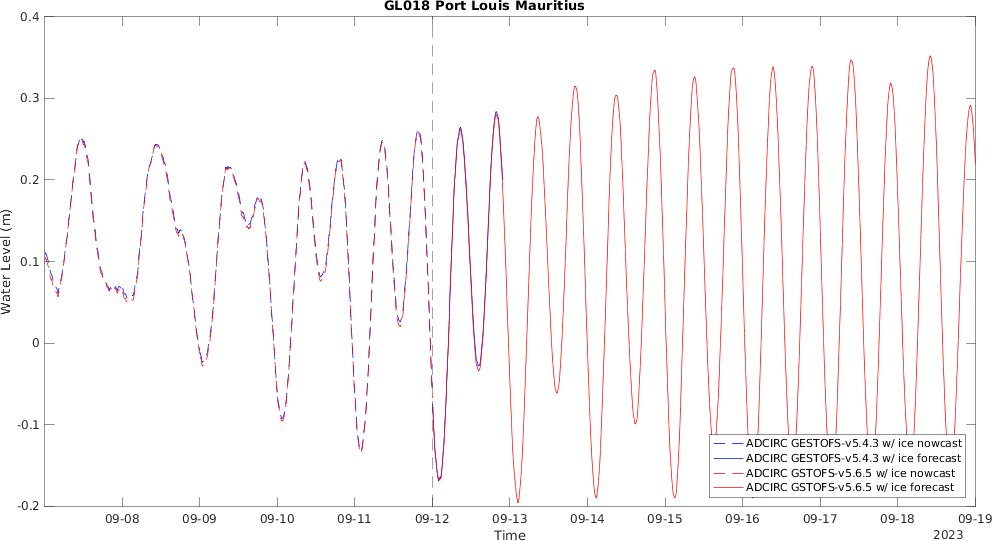 GL018 Port Louis Mauritius
0.4
0.3
0.2
0.1
0
-0.1
-0.2
Water Level (m)
ADCIRC GESTOFS-v5.4.3 w/ ice nowcast
ADCIRC GESTOFS-v5.4.3 w/ ice forecast
ADCIRC GSTOFS-v5.6.5 w/ ice nowcast
ADCIRC GSTOFS-v5.6.5 w/ ice forecast
09-08 09-09 09-10 09-11 09-12 09-13 09-14 09-15 09-16 09-17 09-18 09-19
Time
2023